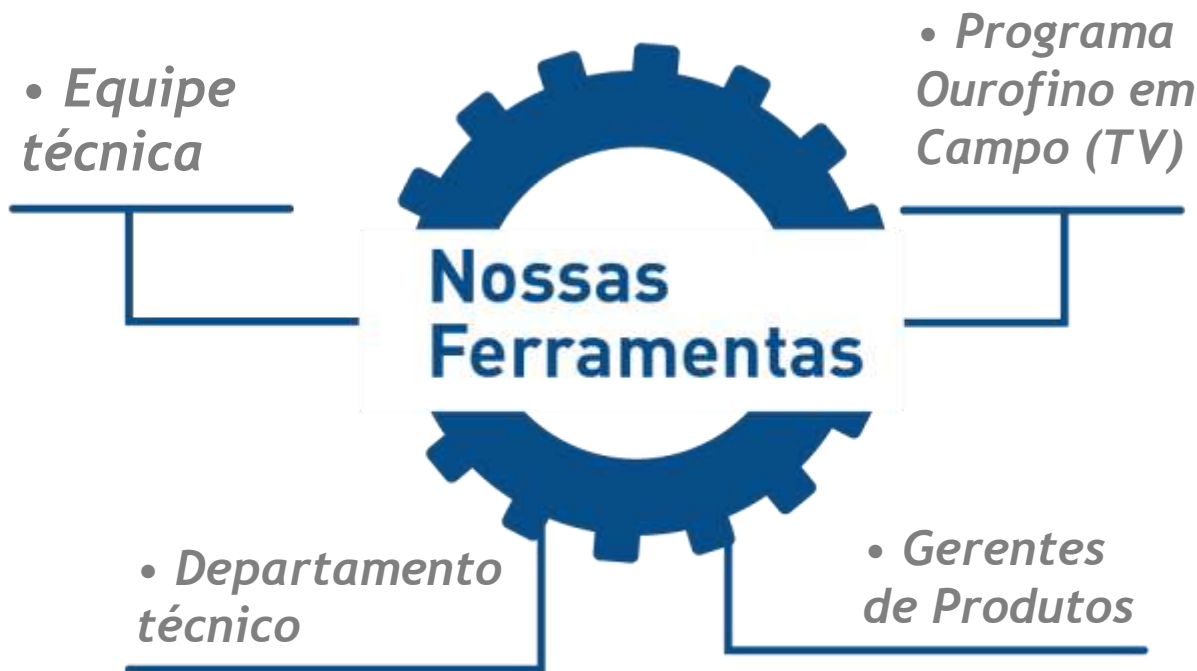 • Equipe
técnica
• Programa
Ourofino em
Campo (TV)
Nossas
Ferramentas
• Departamento
técnico
• Gerentes
de Produtos